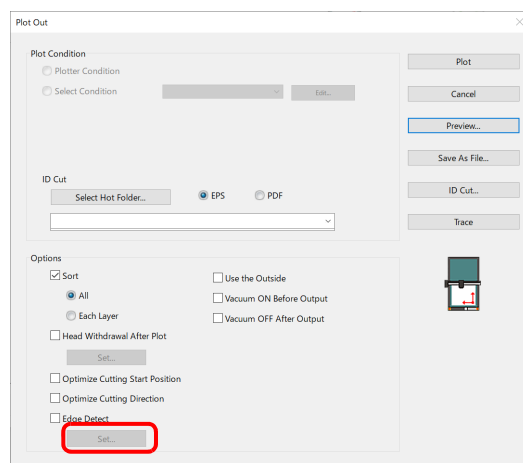 Plot Out
Plot Condition
Plotter Condition
Select Condition
Edit...
ID Cut
Select Hot Folder...
EPS
PDF
Plot
Cancel
Preview...
Save As File...
ID Cut...
Trace
Options
Sort
All
Each Layer
Head Withdrawal After Plot
Set...
Optimize Cutting Start Position
Optimize Cutting Direction
Edge Detect
Set...
Use the Outside
Vacuum ON Before Output
Vacuum OFF After Output